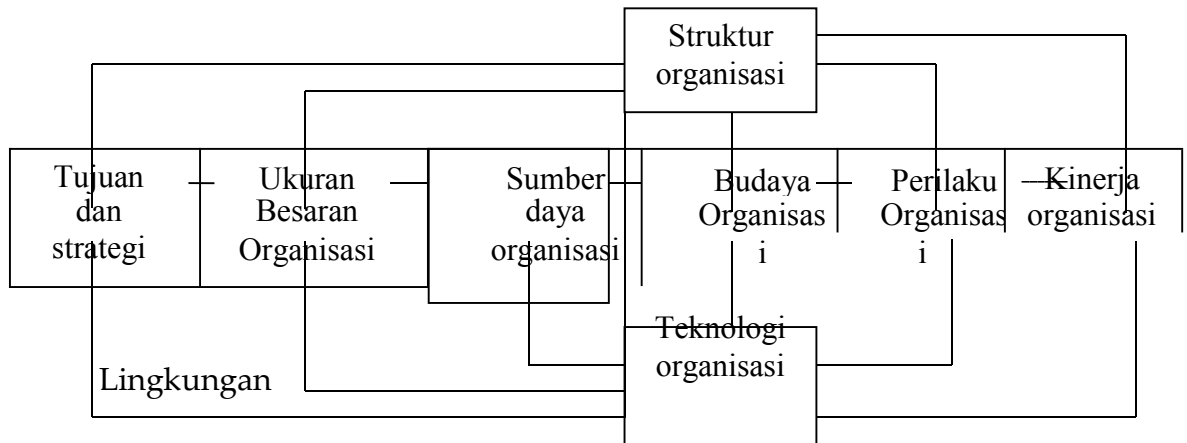 Struktur
organisasi
Tujuan
dan
strategi
Ukuran
Besaran
Organisasi
Sumber
daya
organisasi
Budaya
Organisas
i
Perilaku
Organisas
i
Kinerja
organisasi
Teknologi
organisasi
Lingkungan